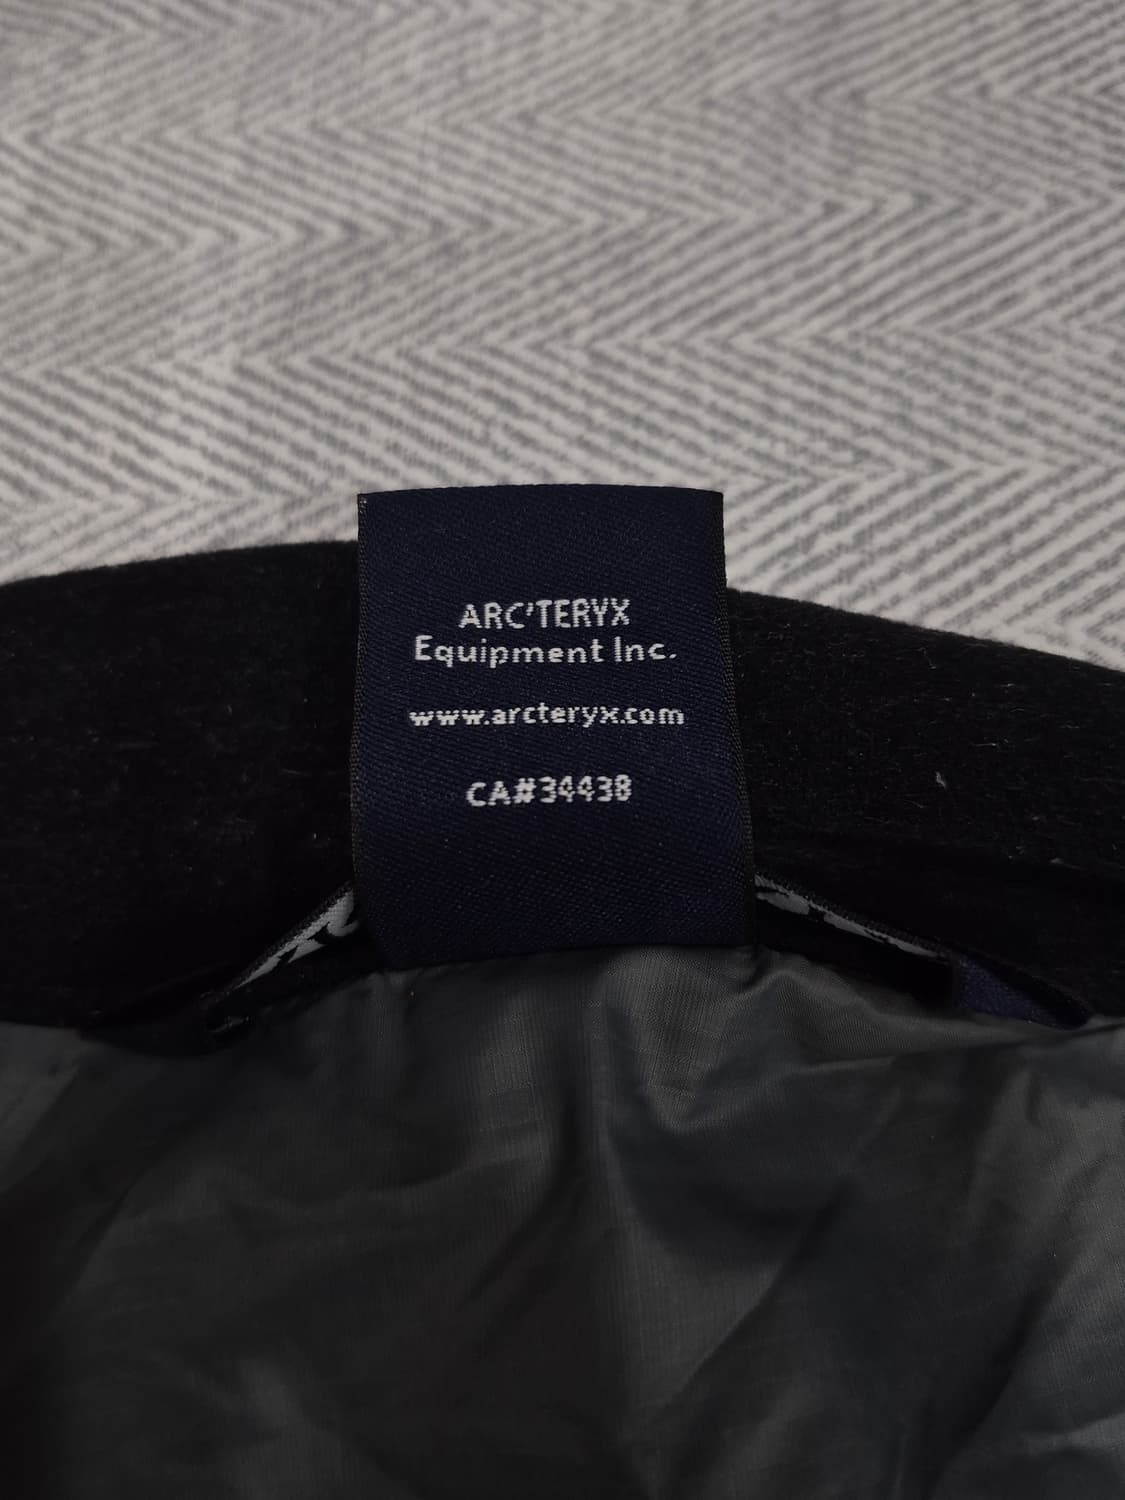 ARC'TERYX
Equipment Inc.
www.arcteryx.com
CA#34438